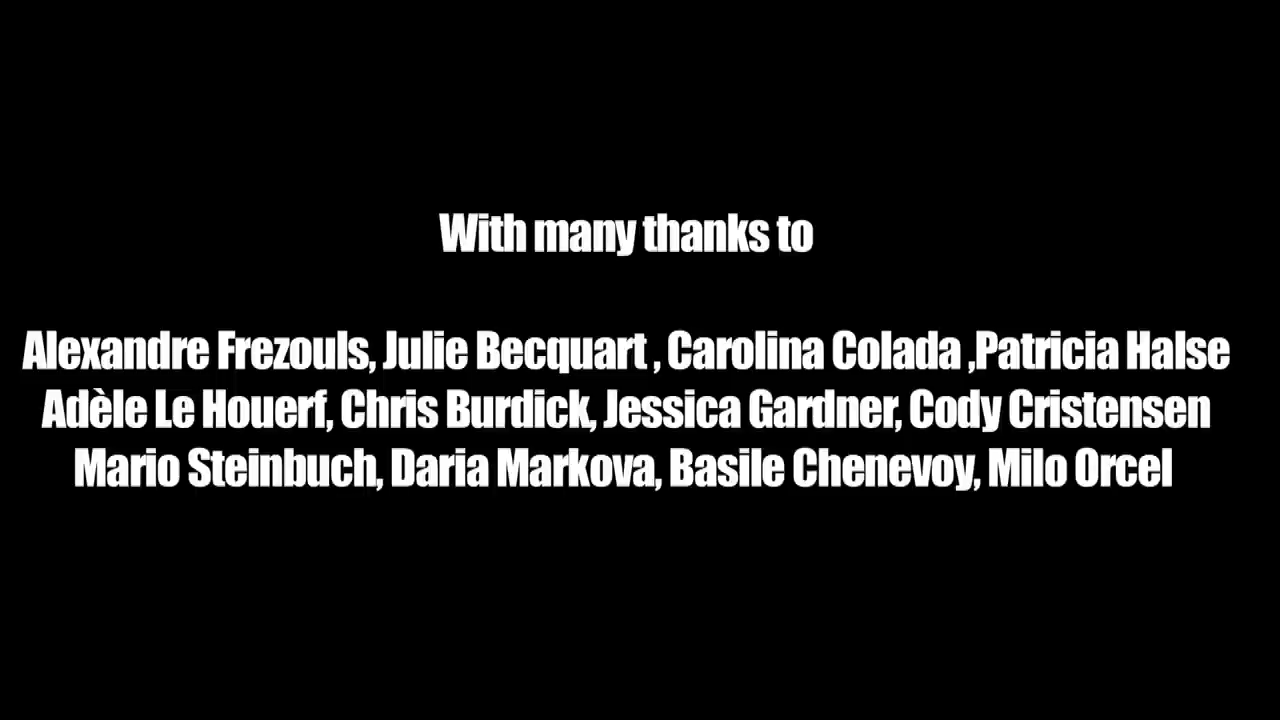 With many thanks to
Alexandre Frezouls, Julie Becquart , Carolina Colada ,Patricia Halse
Adèle Le Houerf, Chris Burdick, Jessica Gardner, Cody Cristensen
Mario Steinbuch, Daria Markova, Basile Chenevoy, Milo Orcel